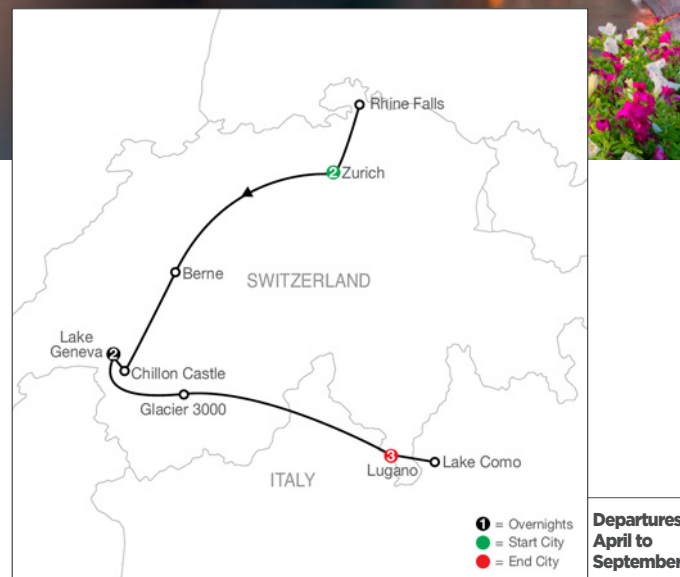 Rhine Falls
2 Zurich
Berne
SWITZERLAND
Lake
Geneva 2
Chillon Castle
Glacier 3000
3
Lugano
Lake Como
ITALY
1 = Overnights
= Start City
= End City
Departures
April to
September